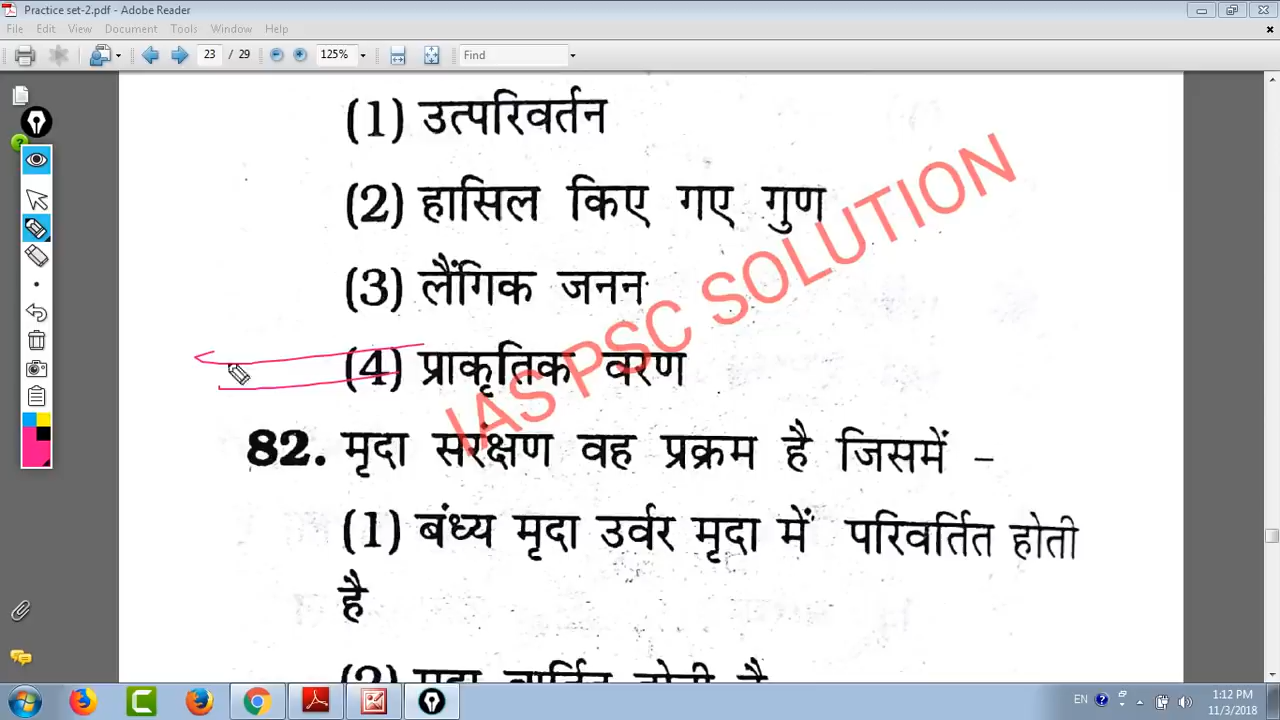 Practice set-2.pdf - Adobe Reader
File Edit View Document Tools Window Help
23 / 29 125% Find
(1) उत्परिवर्तन
(2) हासिल किए गए गुण
(3) लैंगिक जनन
(4) प्राकृतिक वरण
IAS PSC SOLUTION
82. मृदा सरंक्षण वह प्रक्रम है जिसमें -
(1) बंध्य मृदा उर्वर मृदा में परिवर्तित होती
है
EN 1:12 PM
11/3/2018